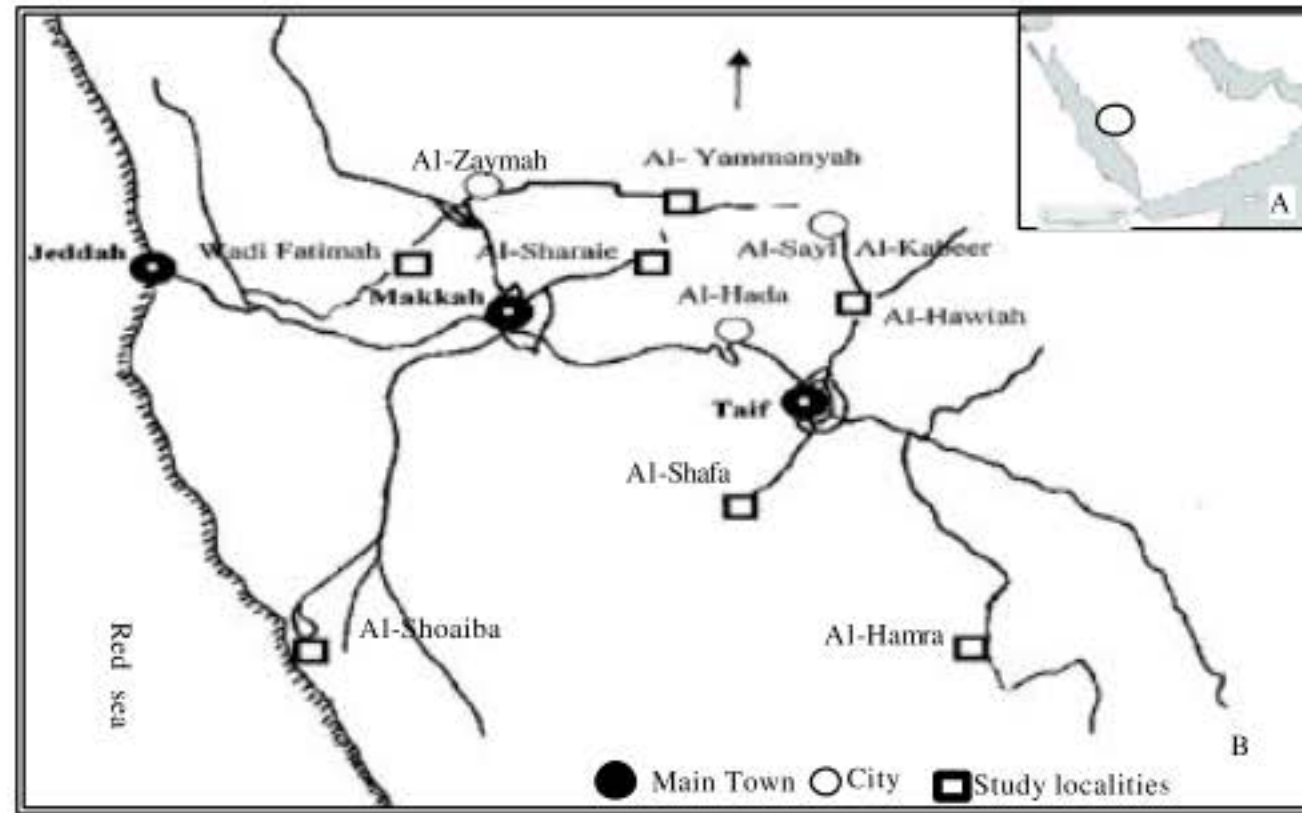 A
Al-Zaymah
Al- Yammanyah
Jeddah
Wadi Fatimah
Al-Sharaie
Al-Sayl Al-Kabeer
Makkah
Al-Hada
Al-Hawiah
Taif
Al-Shafa
Al-Shoaiba
Al-Hamra
Red sea
B
Main Town
City
Study localities